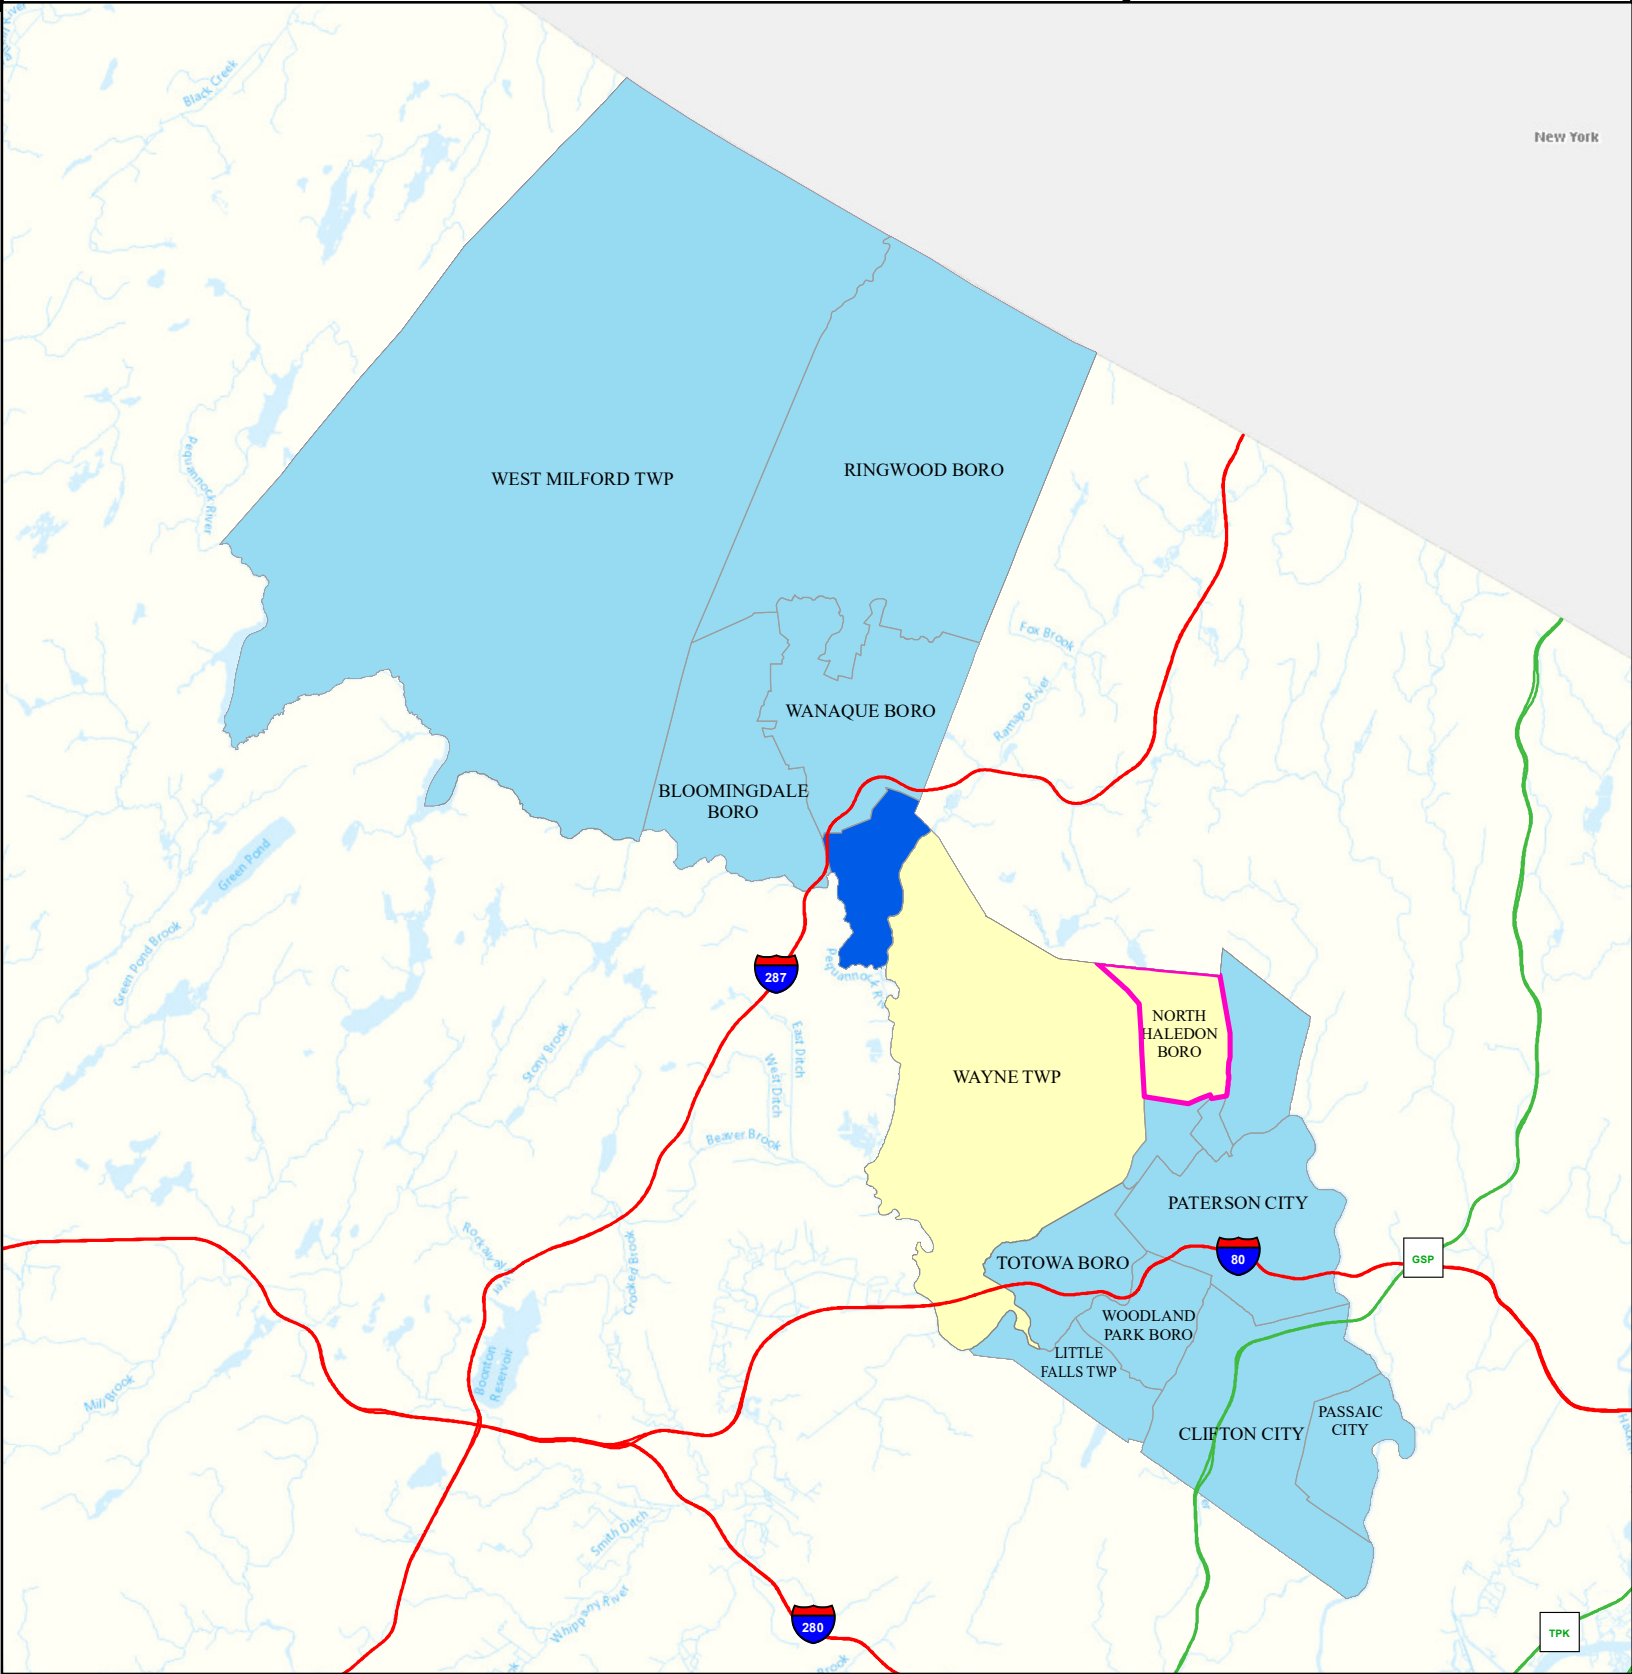 Black Creek
New York
Pequannock River
WEST MILFORD TWP
RINGWOOD BORO
Fox Brook
Ramapo River
WANAQUE BORO
BLOOMINGDALE
BORO
Green Pond
Green Pond Brook
287
NORTH
HALEDON
BORO
Stony Brook
East Ditch
West Ditch
WAYNE TWP
Beaver Brook
PATERSON CITY
Crooked Brook
TOTOWA BORO
80
GSP
WOODLAND
PARK BORO
LITTLE
FALLS TWP
Boonton
Reservoir
Mill Brook
PASSAIC
CITY
CLIFTON CITY
Smith Ditch
Whippany River
280
TPK
Brook